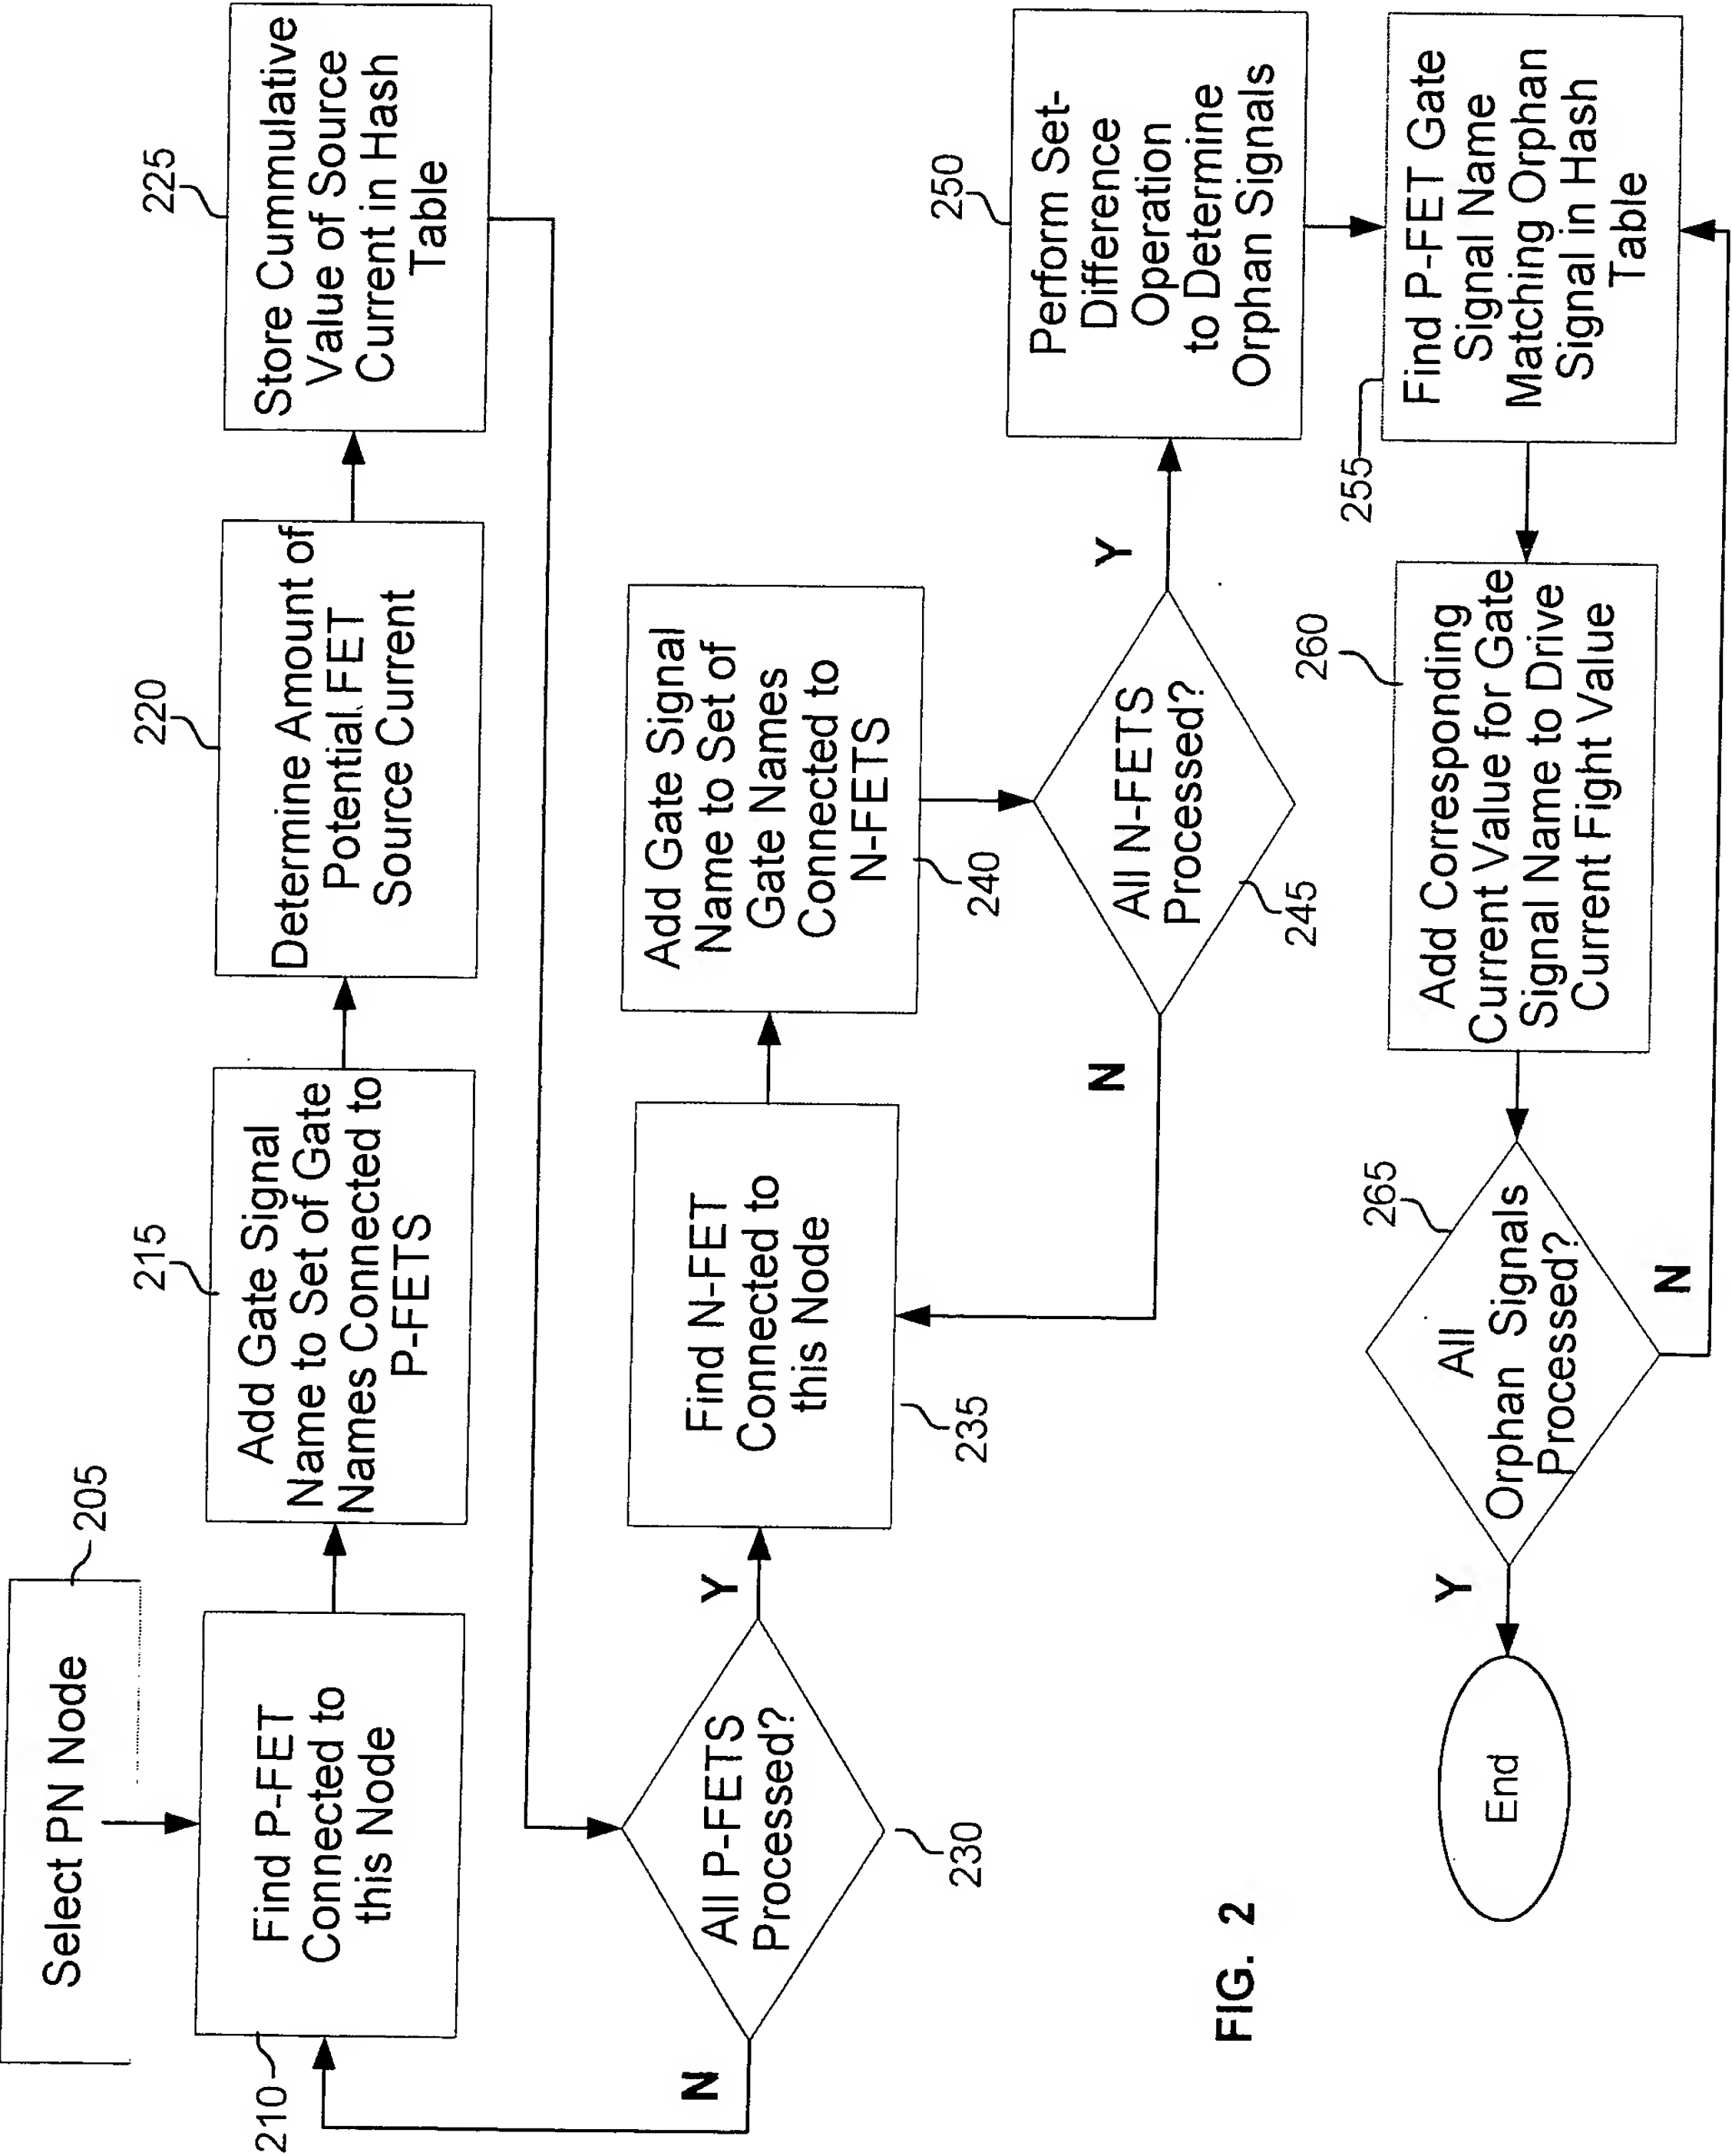 Select PN Node
205
Find P-FET
Connected to
this Node
210
Add Gate Signal
Name to Set of Gate
Names Connected to
P-FETS
215
Determine Amount of
Potential FET
Source Current
220
Store Cummulative
Value of Source
Current in Hash
Table
225
All P-FETS
Processed?
230
N
Y
Find N-FET
Connected to
this Node
235
Add Gate Signal
Name to Set of
Gate Names
Connected to
N-FETS
240
All N-FETS
Processed?
245
N
Y
Perform Set-
Difference
Operation
to Determine
Orphan Signals
250
Find P-FET Gate
Signal Name
Matching Orphan
Signal in Hash
Table
255
Add Corresponding
Current Value for Gate
Signal Name to Drive
Current Fight Value
260
All
Orphan Signals
Processed?
265
N
Y
End
FIG. 2